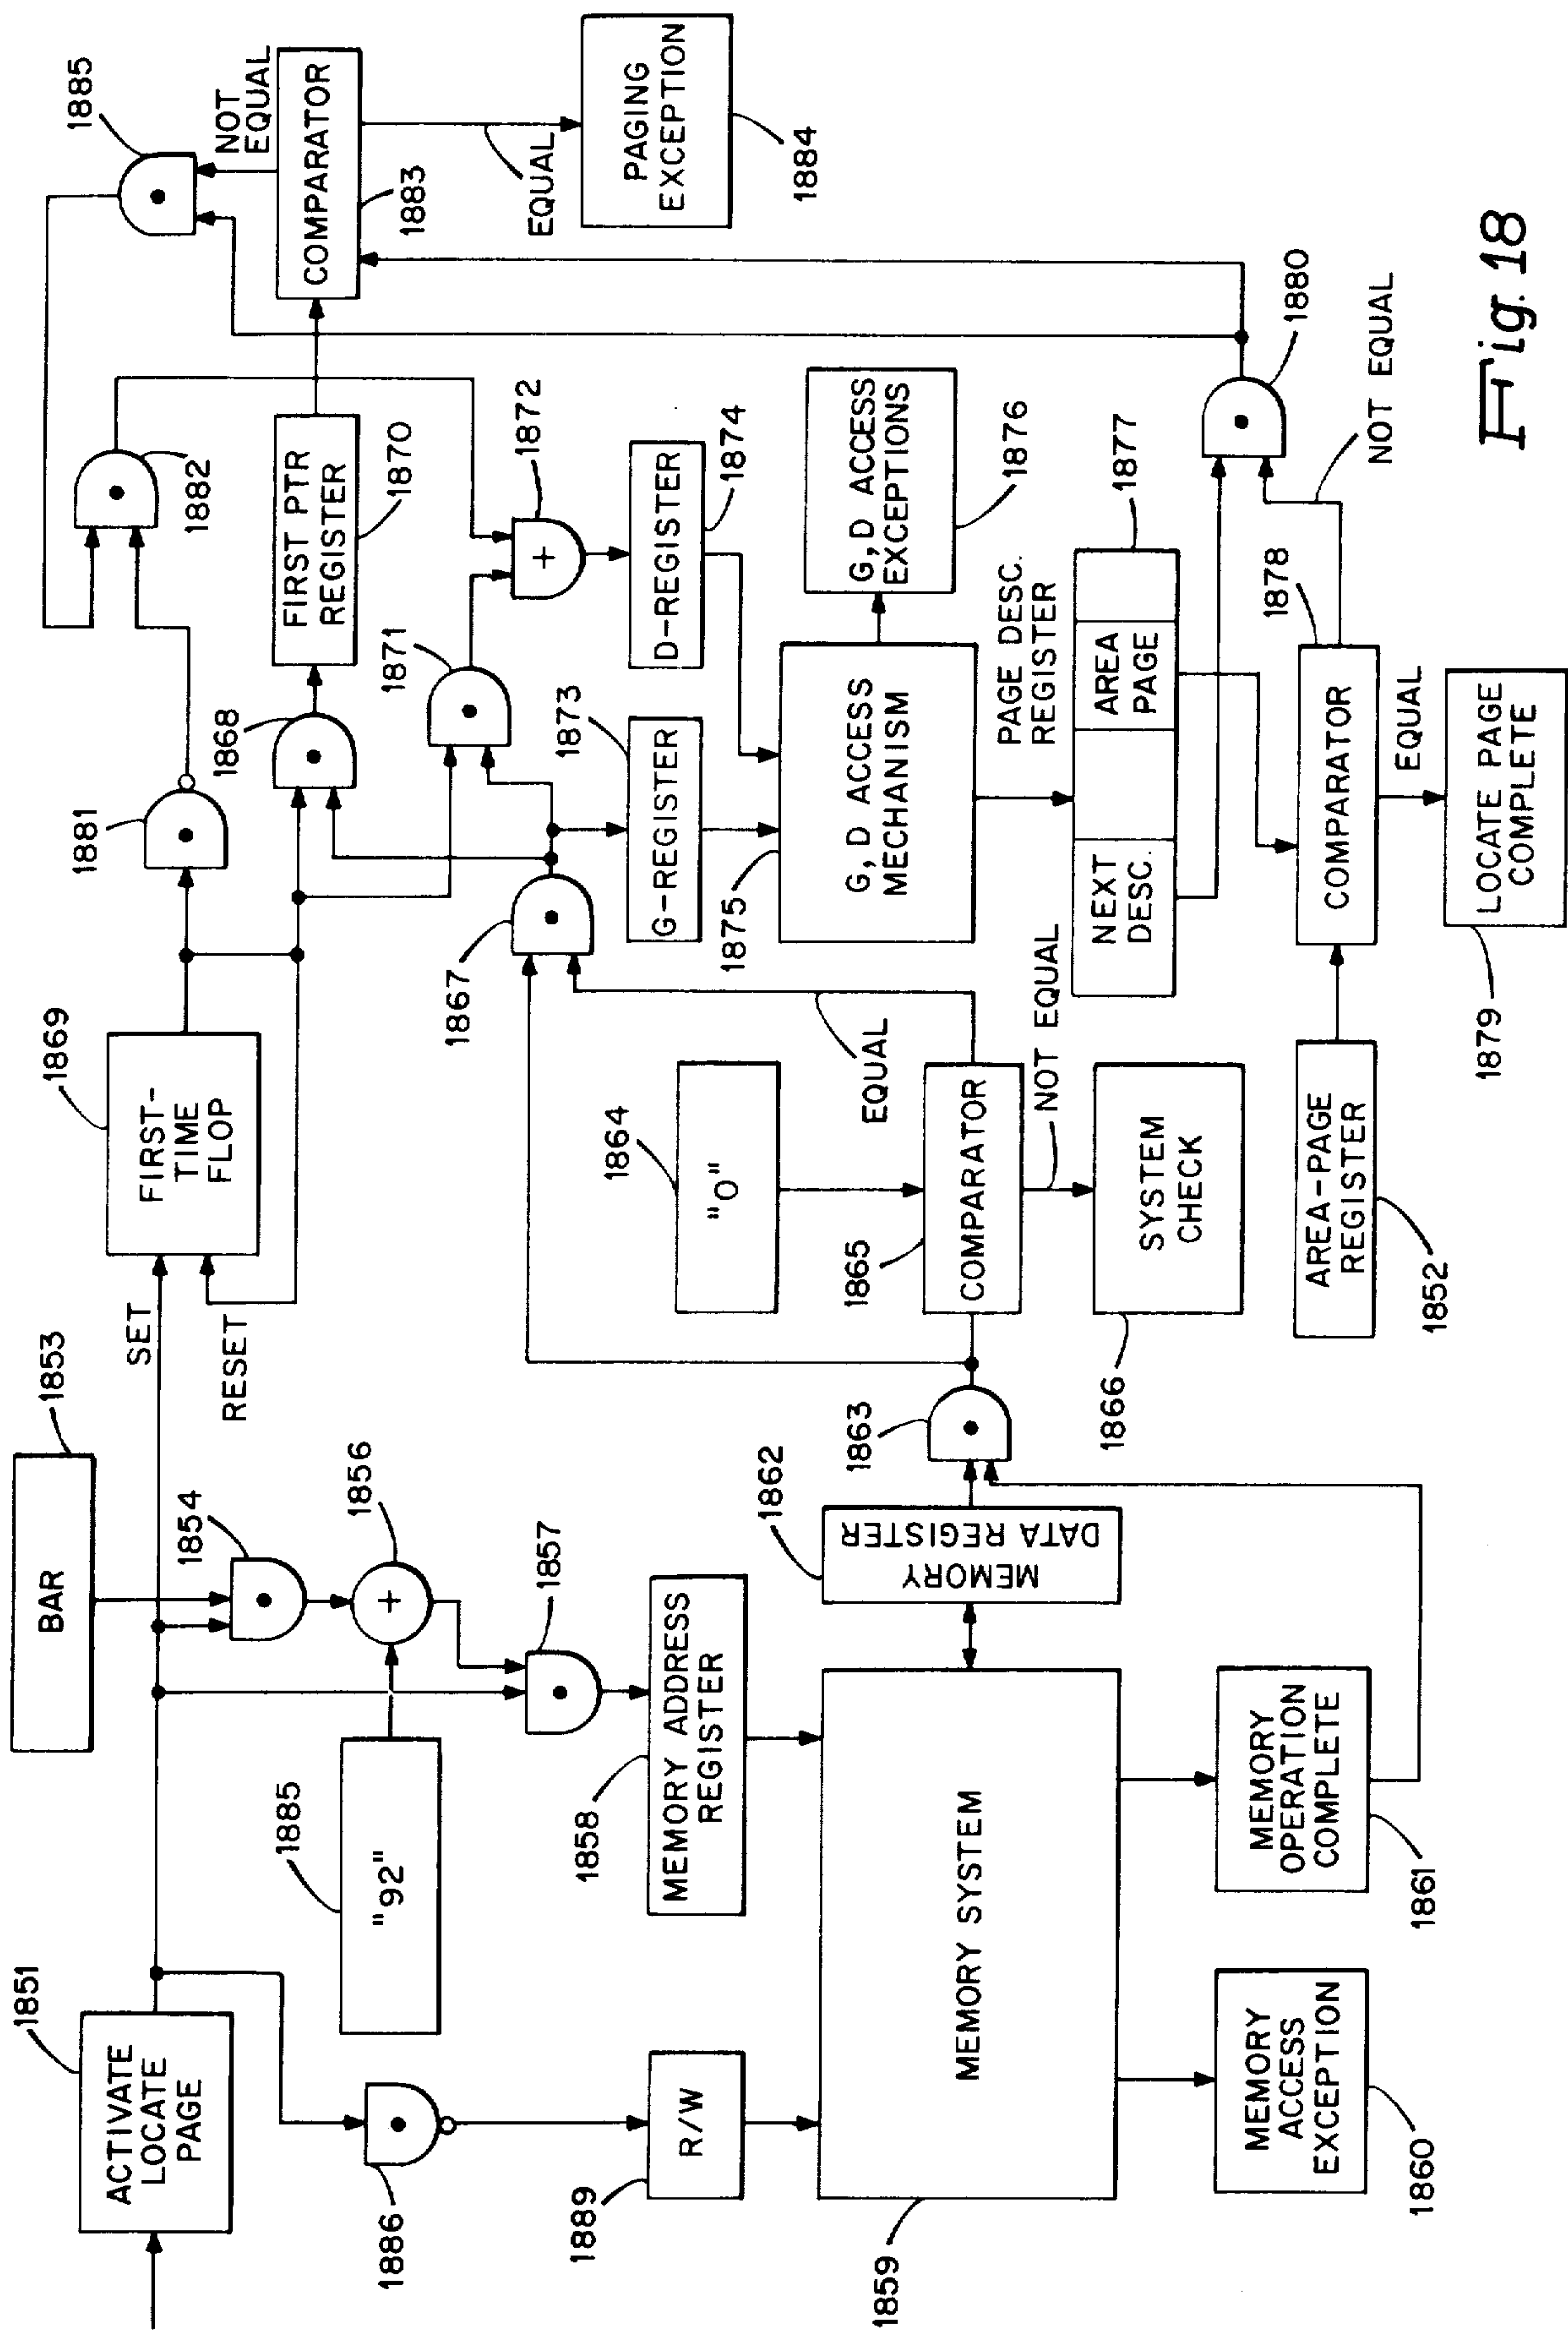 1851
ACTIVATE
LOCATE
PAGE
1886
1889
R/W
1885
"92"
BAR
1853
1854
1856
1857
1858
MEMORY ADDRESS
REGISTER
1859
MEMORY SYSTEM
1860
MEMORY
ACCESS
EXCEPTION
MEMORY
OPERATION
COMPLETE
1861
1862
MEMORY
DATA REGISTER
1863
SET
RESET
1869
FIRST-
TIME
FLOP
1864
"0"
1865
COMPARATOR
EQUAL
NOT EQUAL
SYSTEM
CHECK
1866
1867
1881
1868
1882
FIRST PTR
REGISTER
1870
1871
1872
1873
G-REGISTER
D-REGISTER
1874
1875
G, D ACCESS
MECHANISM
G, D ACCESS
EXCEPTIONS
1876
PAGE DESC.
REGISTER
1877
NEXT
DESC.
AREA
PAGE
AREA-PAGE
REGISTER
1852
1878
COMPARATOR
NOT EQUAL
EQUAL
LOCATE PAGE
COMPLETE
1879
1880
1885
NOT
EQUAL
COMPARATOR
1883
EQUAL
PAGING
EXCEPTION
1884
Fig. 18